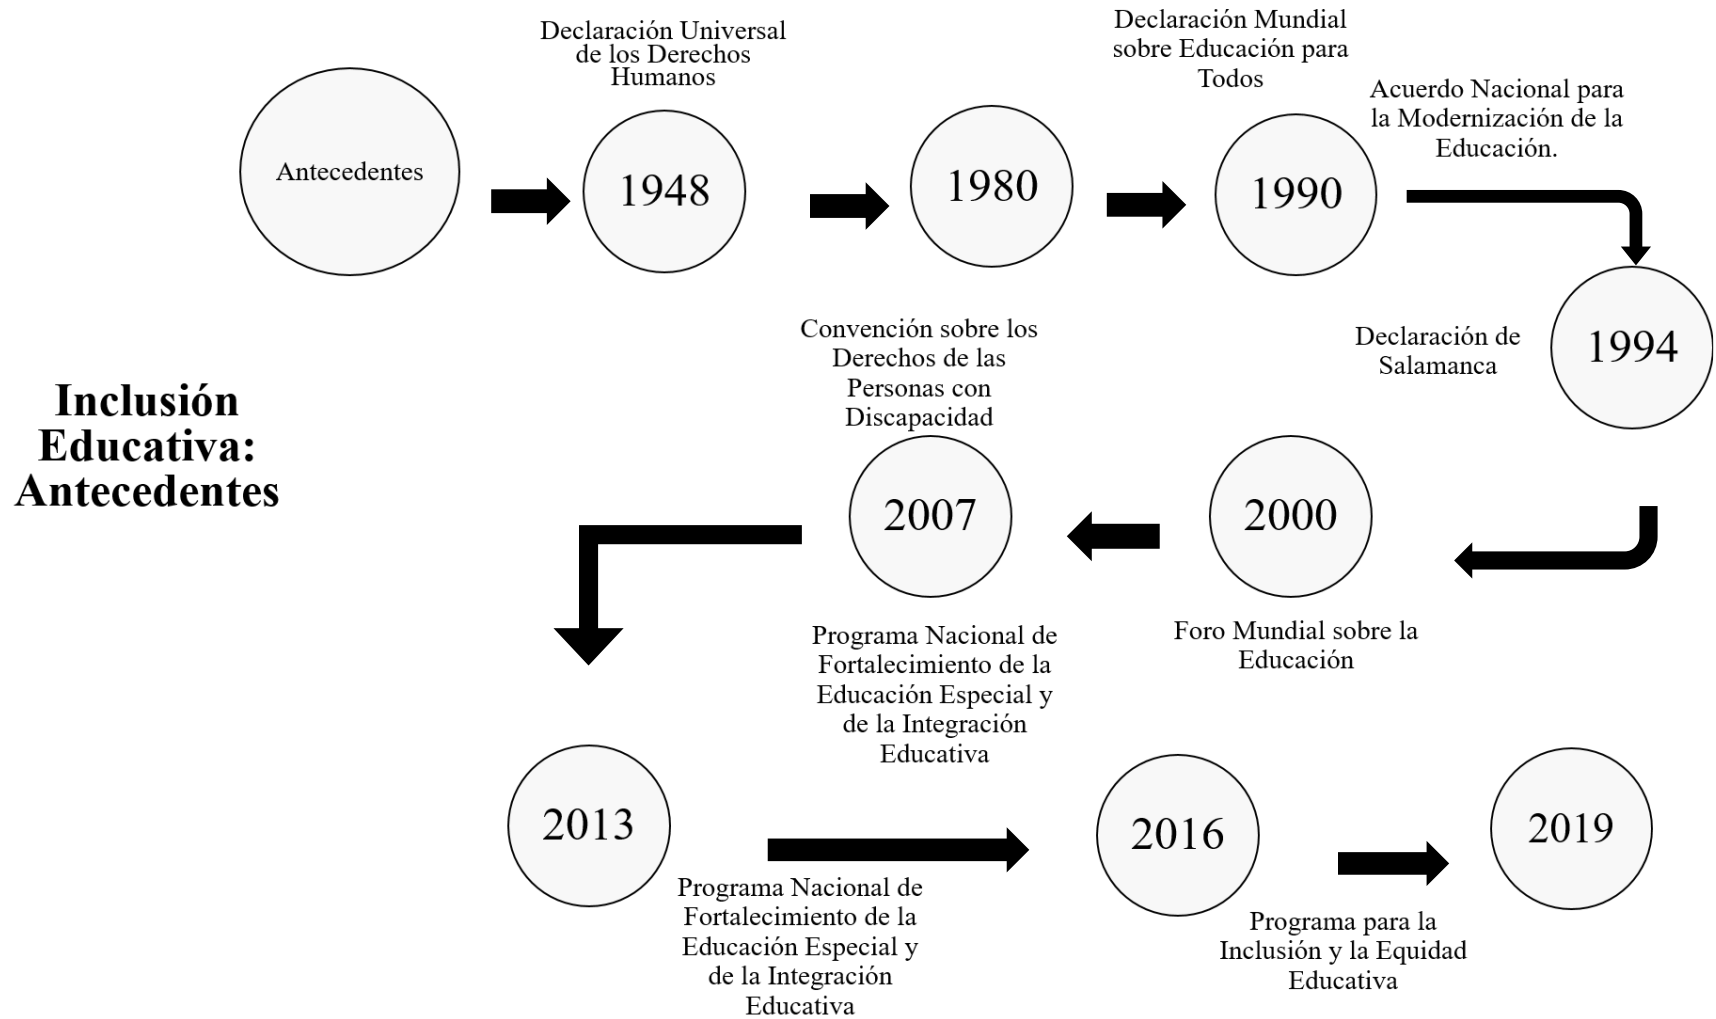 Inclusión
Educativa:
Antecedentes
Antecedentes
Declaración Universal
de los Derechos
Humanos
1948
1980
Declaración Mundial
sobre Educación para
Todos
1990
Acuerdo Nacional para
la Modernización de la
Educación.
Declaración de
Salamanca
1994
2000
Foro Mundial sobre la
Educación
Convención sobre los
Derechos de las
Personas con
Discapacidad
2007
Programa Nacional de
Fortalecimiento de la
Educación Especial y
de la Integración
Educativa
2013
Programa Nacional de
Fortalecimiento de la
Educación Especial y
de la Integración
Educativa
2016
Programa para la
Inclusión y la Equidad
Educativa
2019